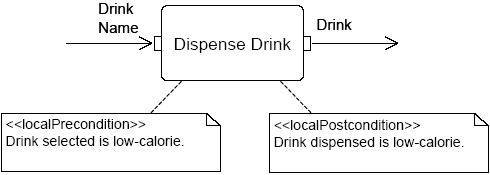 Drink
Name
Dispense Drink
Drink
<<localPrecondition>>
Drink selected is low-calorie.
<<localPostcondition>>
Drink dispensed is low-calorie.